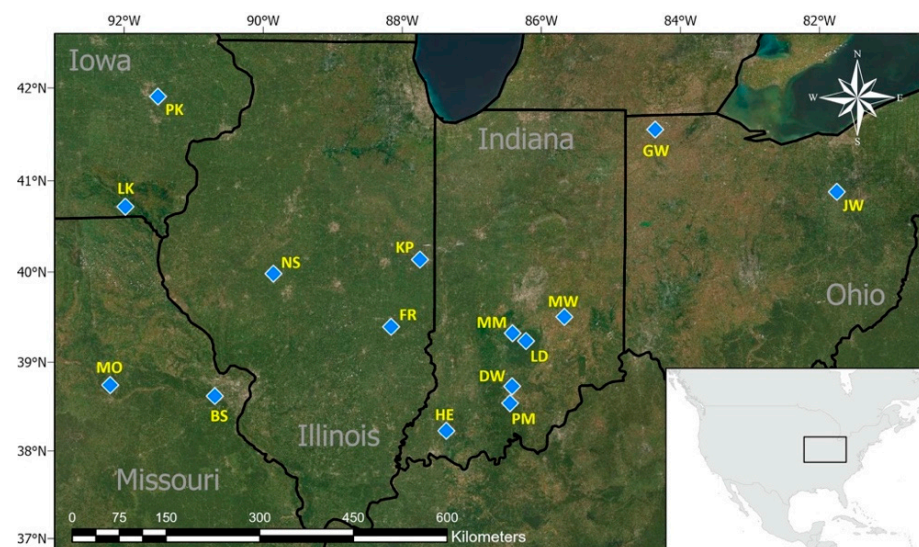 92°W 90°W 88°W 86°W 84°W 82°W
Iowa
42°N
PK
N
W E
S
Indiana
GW
41°N
LK
JW
KP
40°N
NS
Ohio
MW
FR
MM
LD
39°N
MO
DW
BS
HE
PM
Illinois
38°N
Missouri
0 75 150 300 450 600
Kilometers
37°N